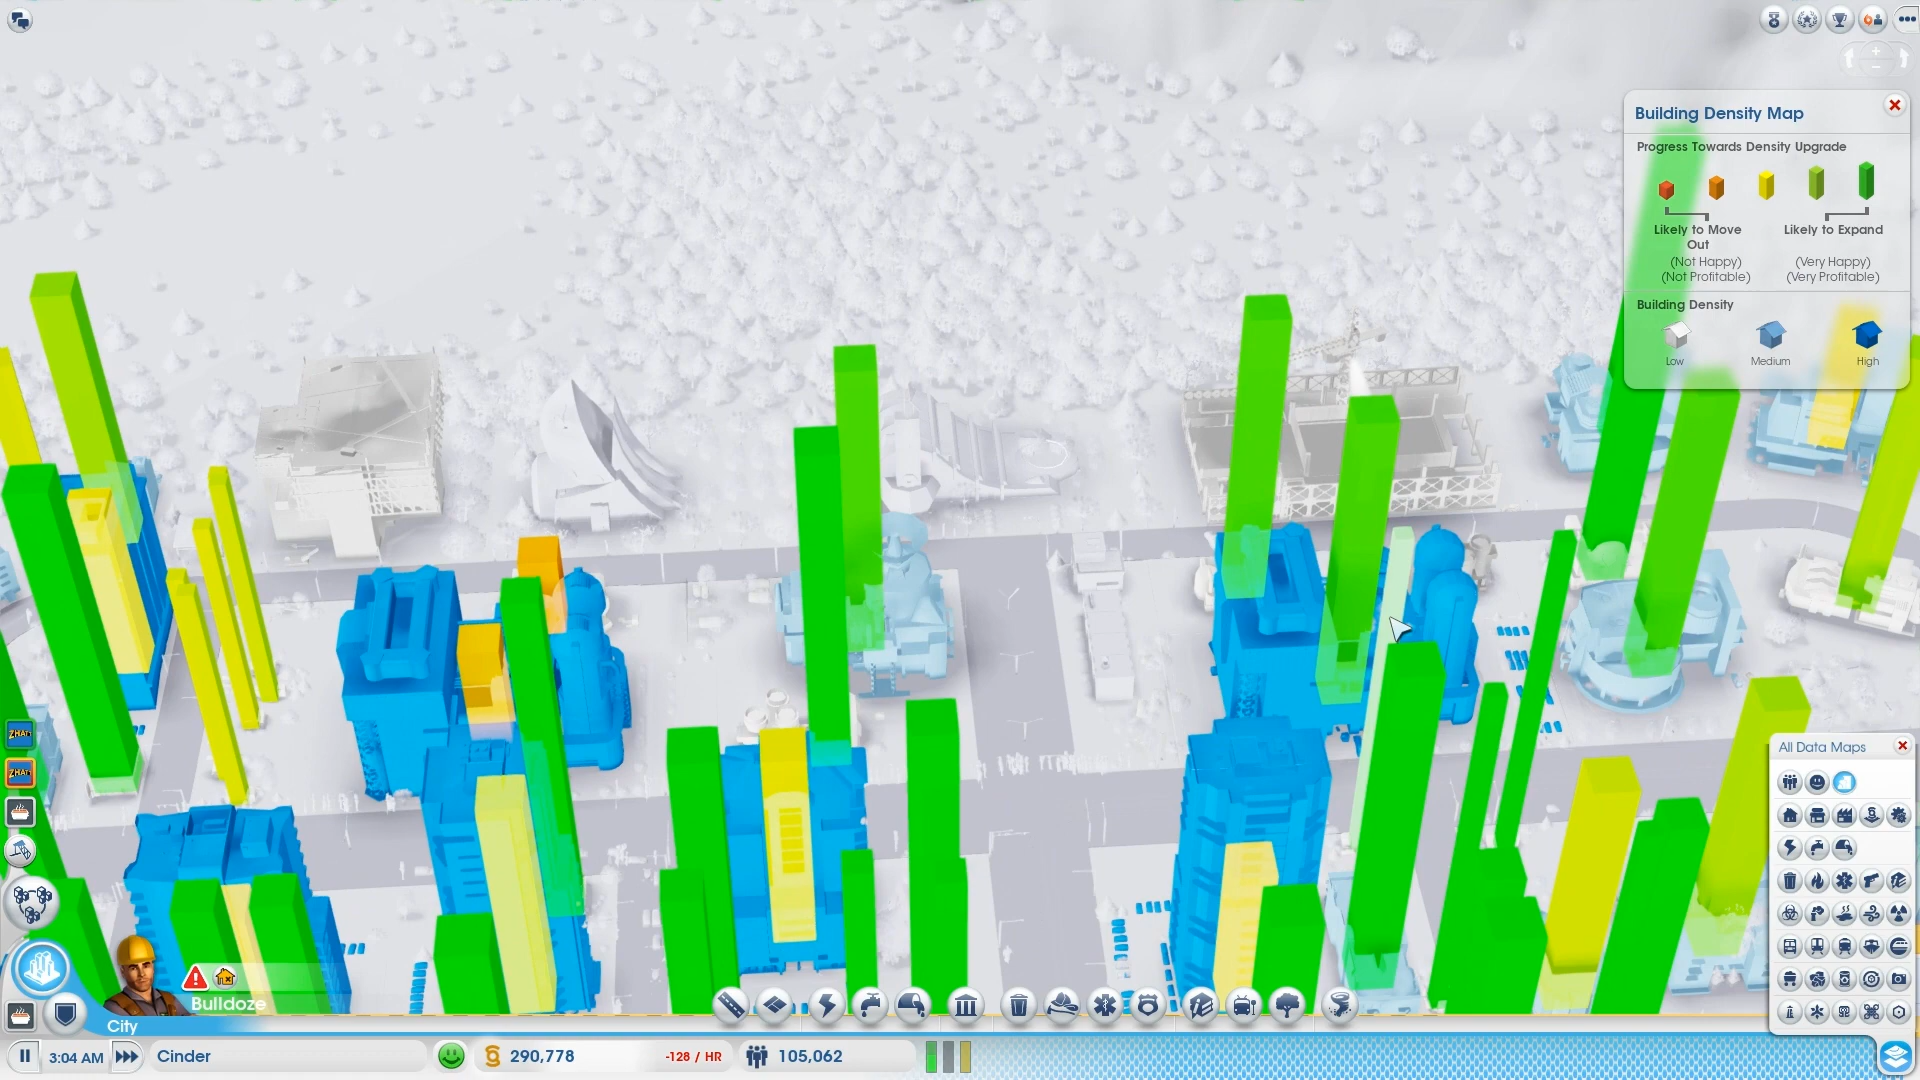 Building Density Map
Progress Towards Density Upgrade
Likely to Move
Out
(Not Happy)
(Not Profitable)
Likely to Expand
(Very Happy)
(Very Profitable)
Building Density
Low
Medium
High
All Data Maps
ZHAT
ZHAT
Bulldoze
City
3:04 AM
Cinder
290,778
-128 / HR
105,062